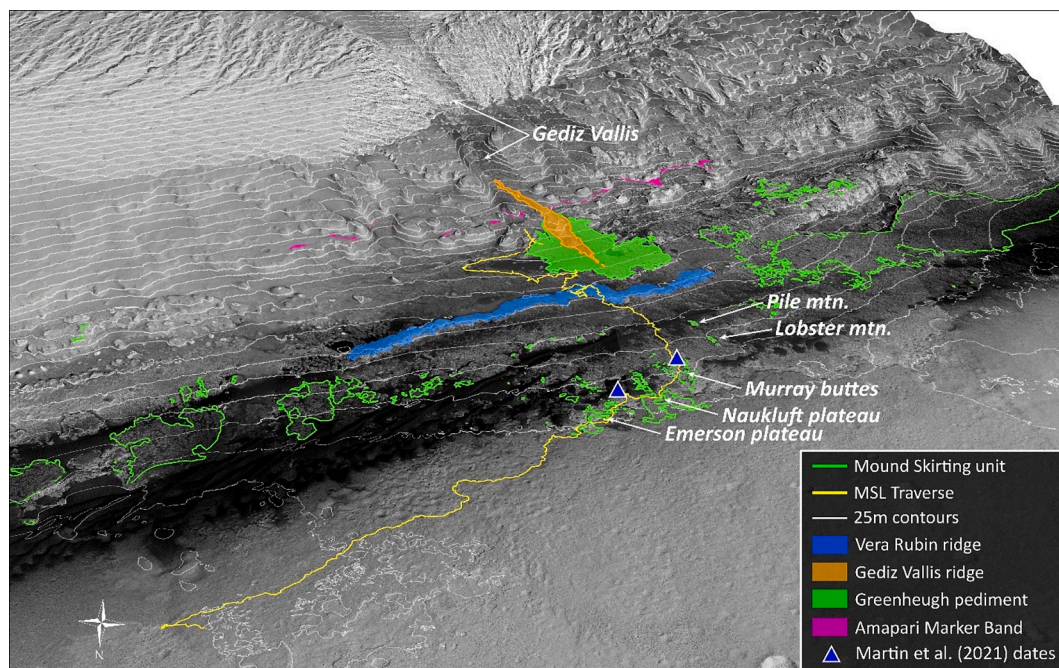 Gediz Vallis
Pile mtn.
Lobster mtn.
Murray buttes
Naukluft plateau
Emerson plateau
N
Mound Skirting unit
MSL Traverse
25m contours
Vera Rubin ridge
Gediz Vallis ridge
Greenheugh pediment
Amapari Marker Band
Martin et al. (2021) dates